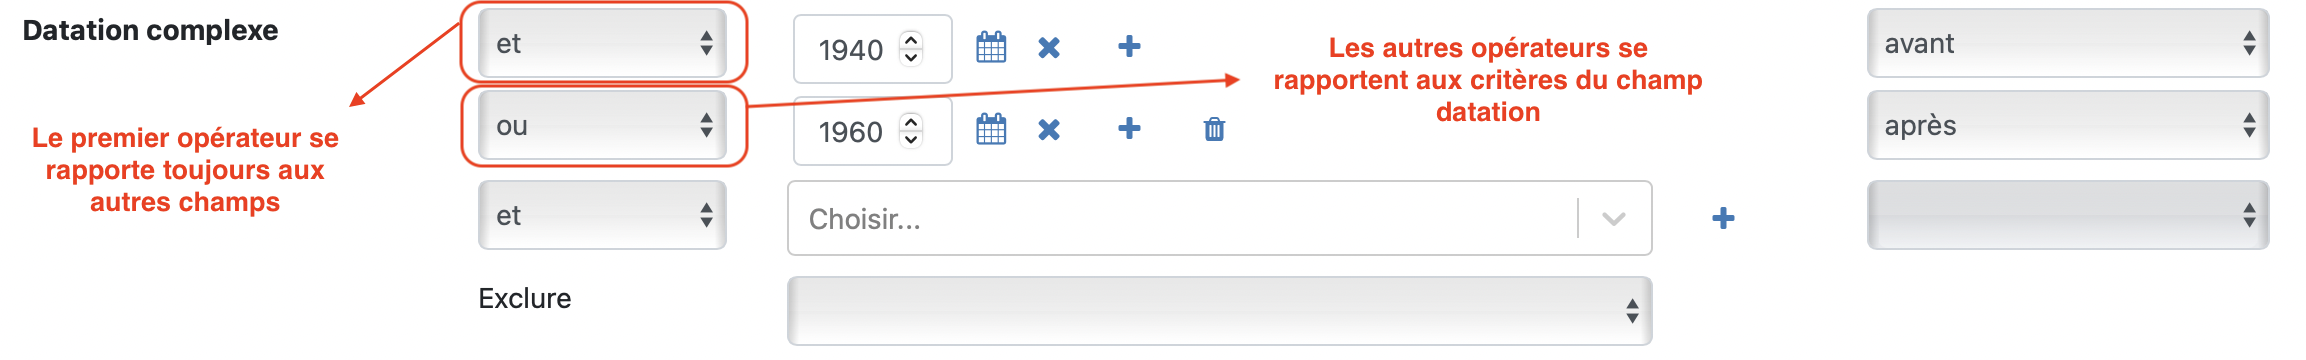 Datation complexe
et
1940
avant
Les autres opérateurs se
rapportent aux critères du champ
datation
ou
1960
après
Le premier opérateur se
rapporte toujours aux
autres champs
et
Choisir...
Exclure